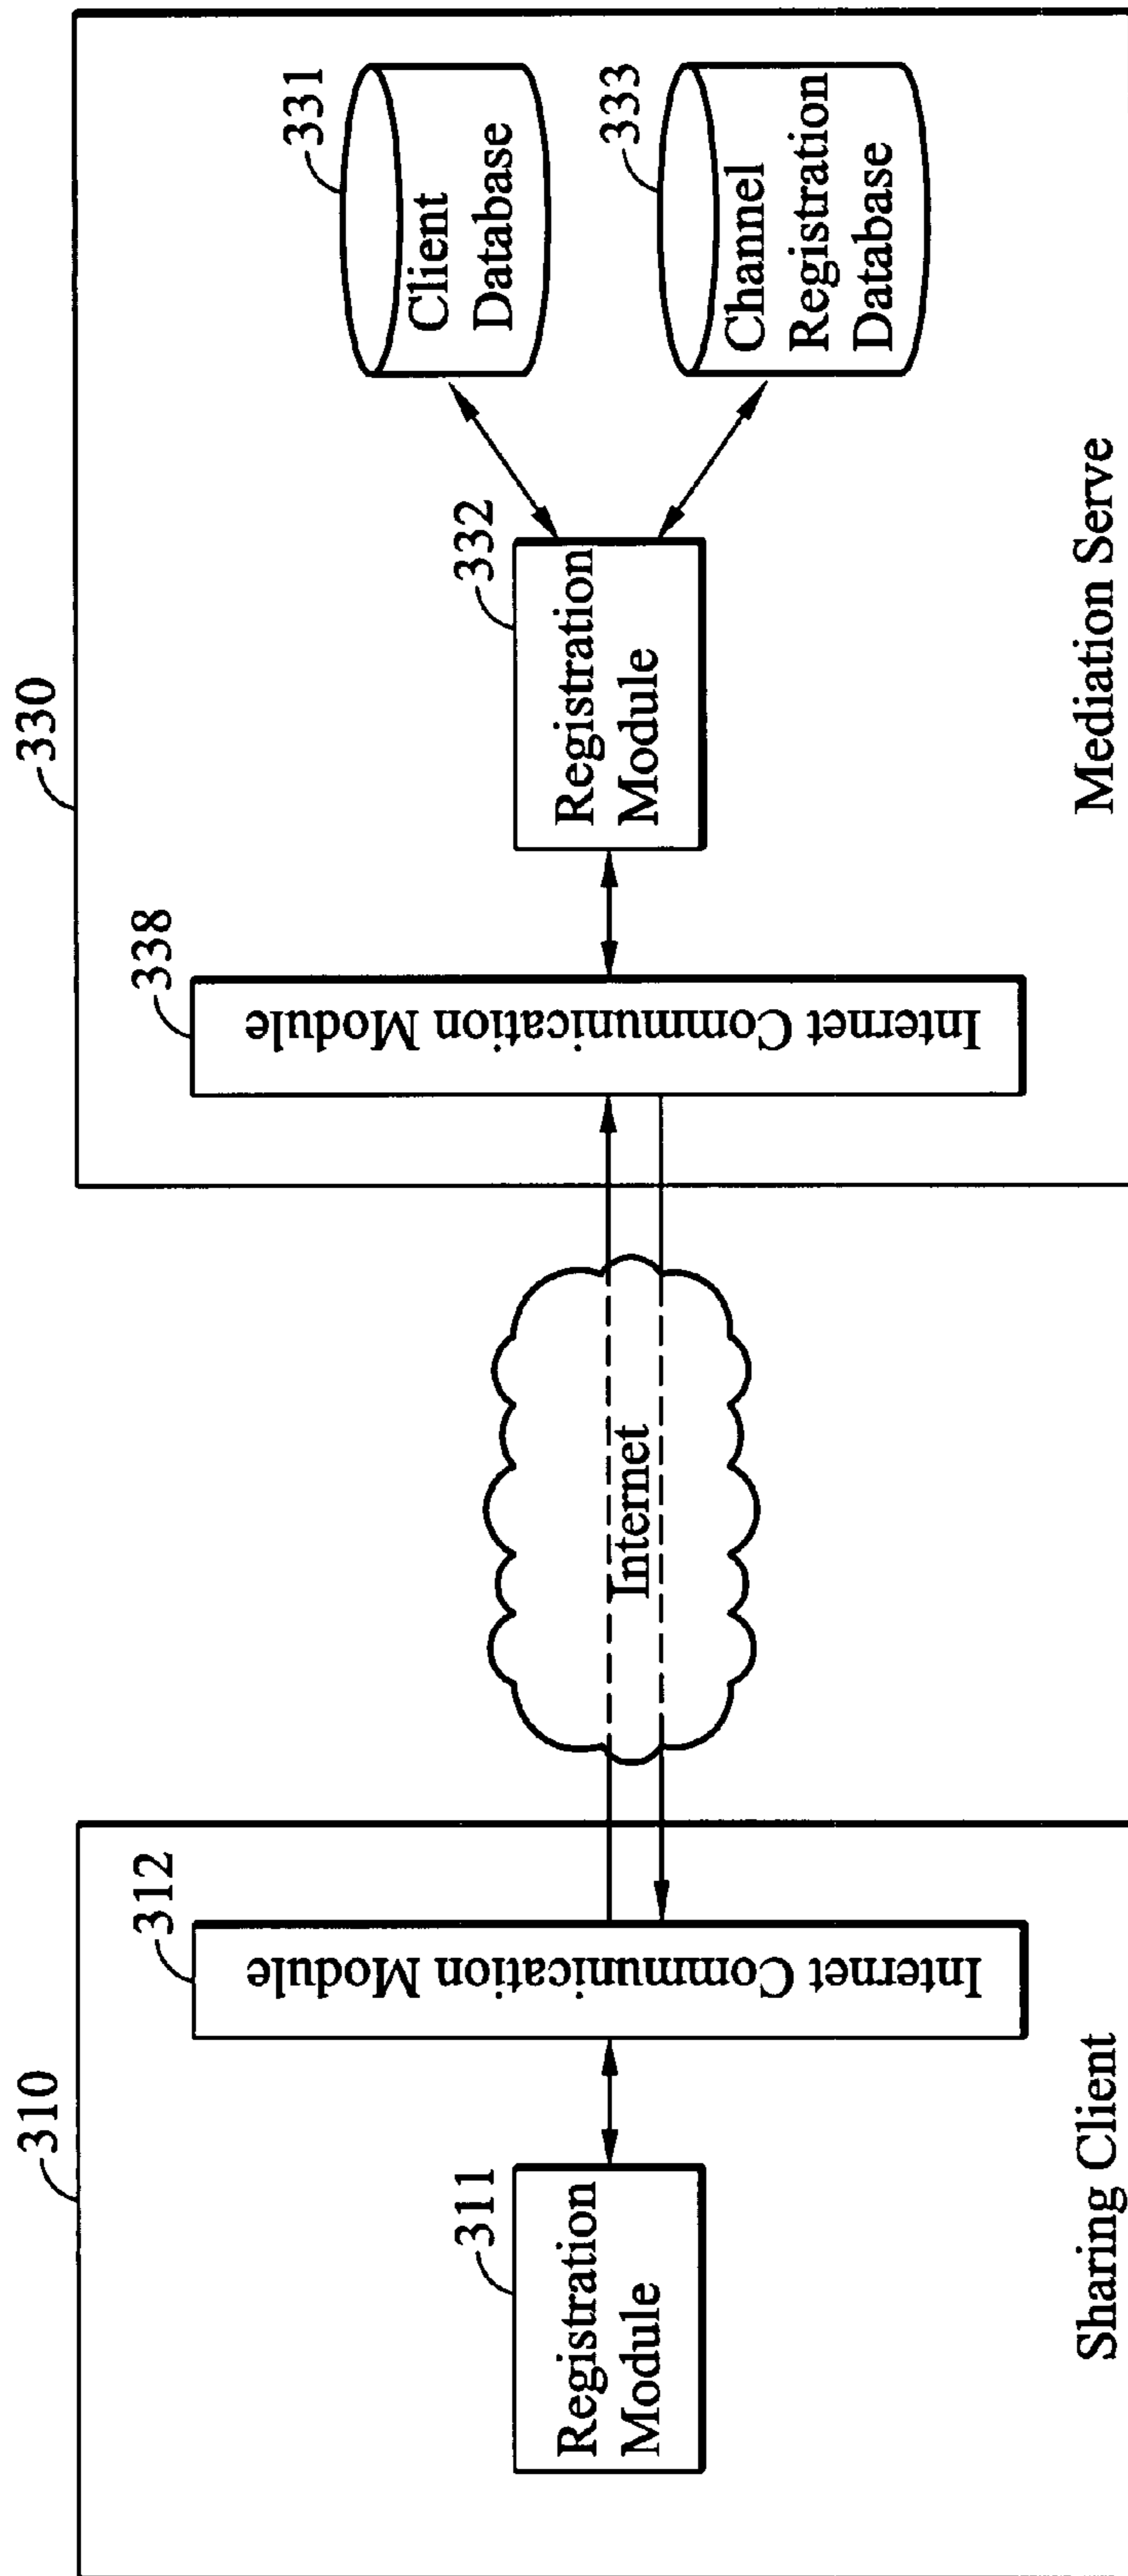 310
311
Registration
Module
312
Internet Communication Module
Sharing Client
Internet
330
338
Internet Communication Module
332
Registration
Module
331
Client
Database
333
Channel
Registration
Database
Mediation Serve